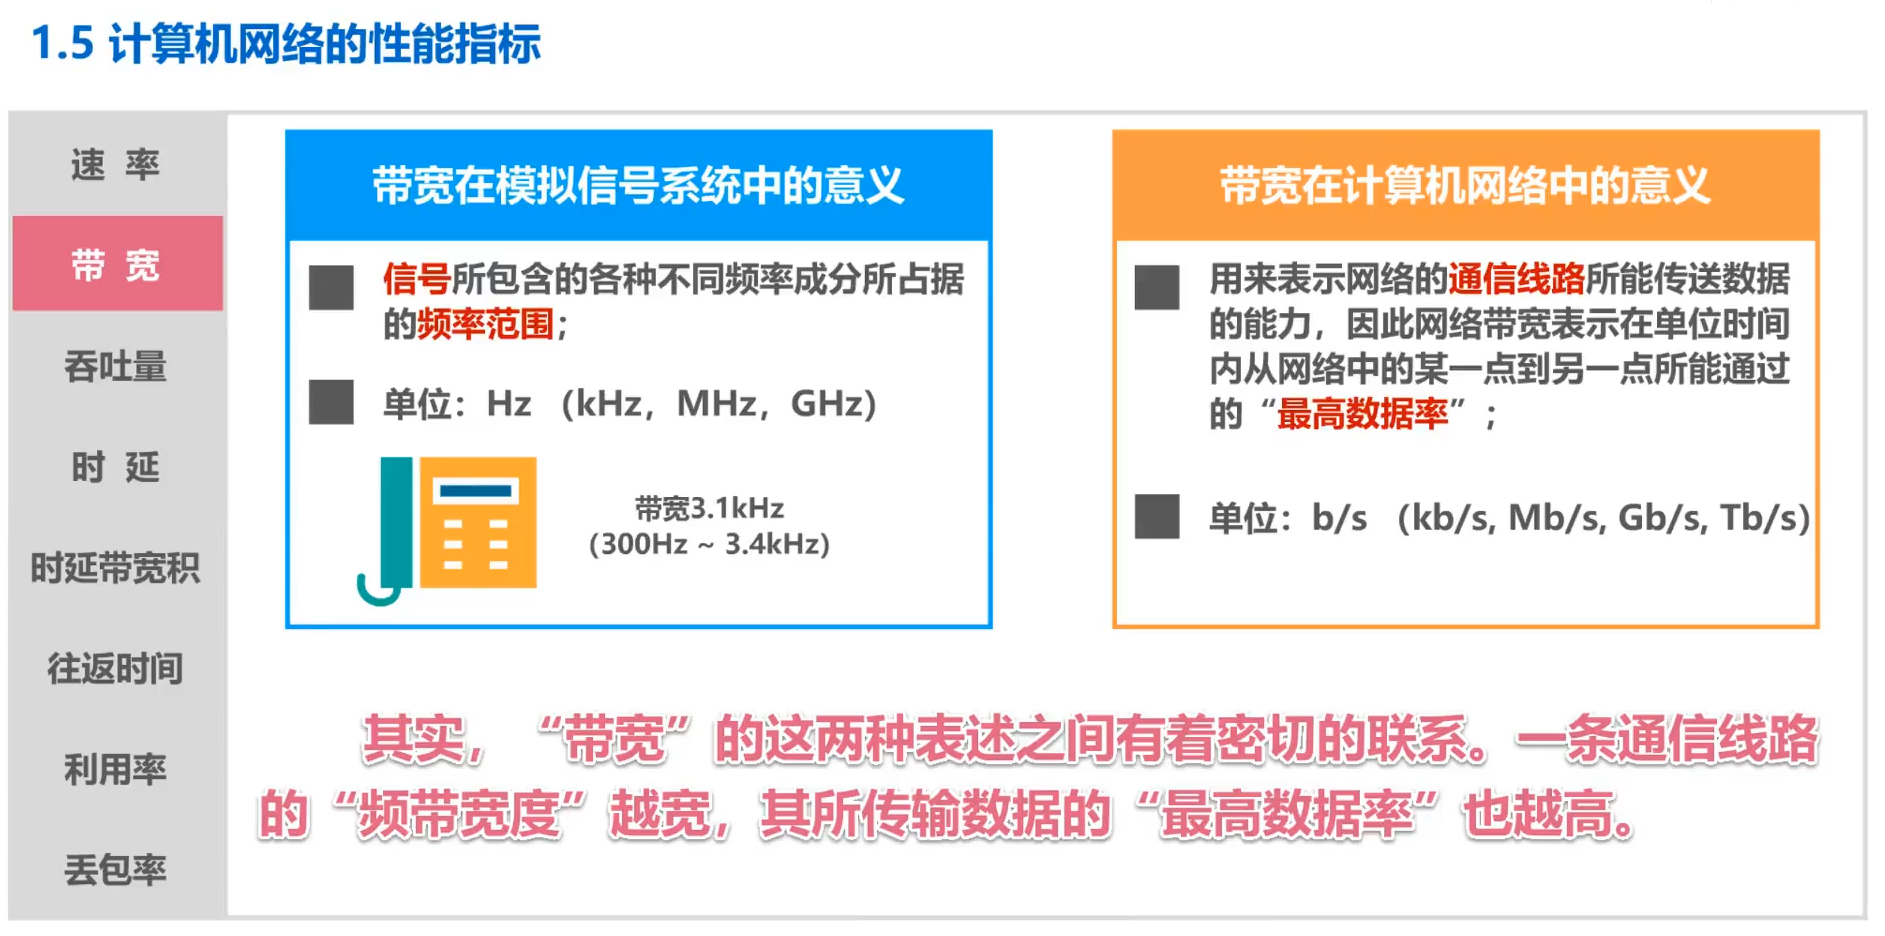 1.5 计算机网络的性能指标
速 率
带 宽
吞吐量
时 延
时延带宽积
往返时间
利用率
丢包率
带宽在模拟信号系统中的意义
信号所包含的各种不同频率成分所占据
的频率范围；
单位：Hz （kHz，MHz，GHz）
带宽3.1kHz
(300Hz ~ 3.4kHz)
带宽在计算机网络中的意义
用来表示网络的通信线路所能传送数据
的能力，因此网络带宽表示在单位时间
内从网络中的某一点到另一点所能通过
的“最高数据率”；
单位：b/s （kb/s, Mb/s, Gb/s, Tb/s）
其实，“带宽”的这两种表述之间有着密切的联系。一条通信线路
的“频带宽度”越宽，其所传输数据的“最高数据率”也越高。